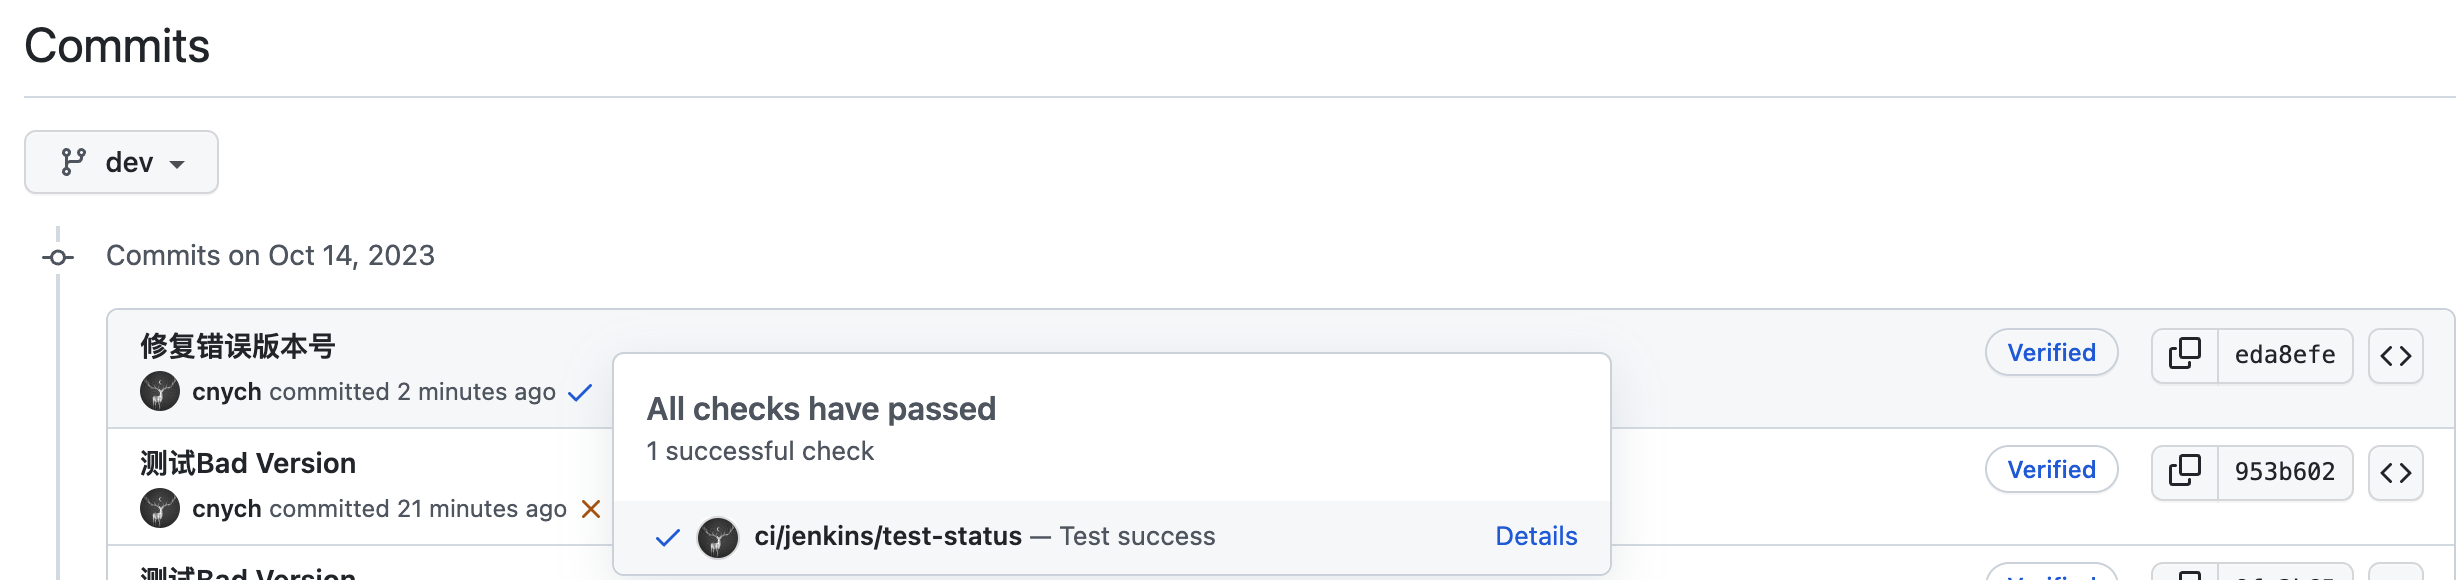 Commits
dev
Commits on Oct 14, 2023
修复错误版本号
cnych committed 2 minutes ago
Verified
eda8efe
All checks have passed
1 successful check
测试Bad Version
cnych committed 21 minutes ago
Verified
953b602
ci/jenkins/test-status — Test success
Details
测试Bad Version
Verified